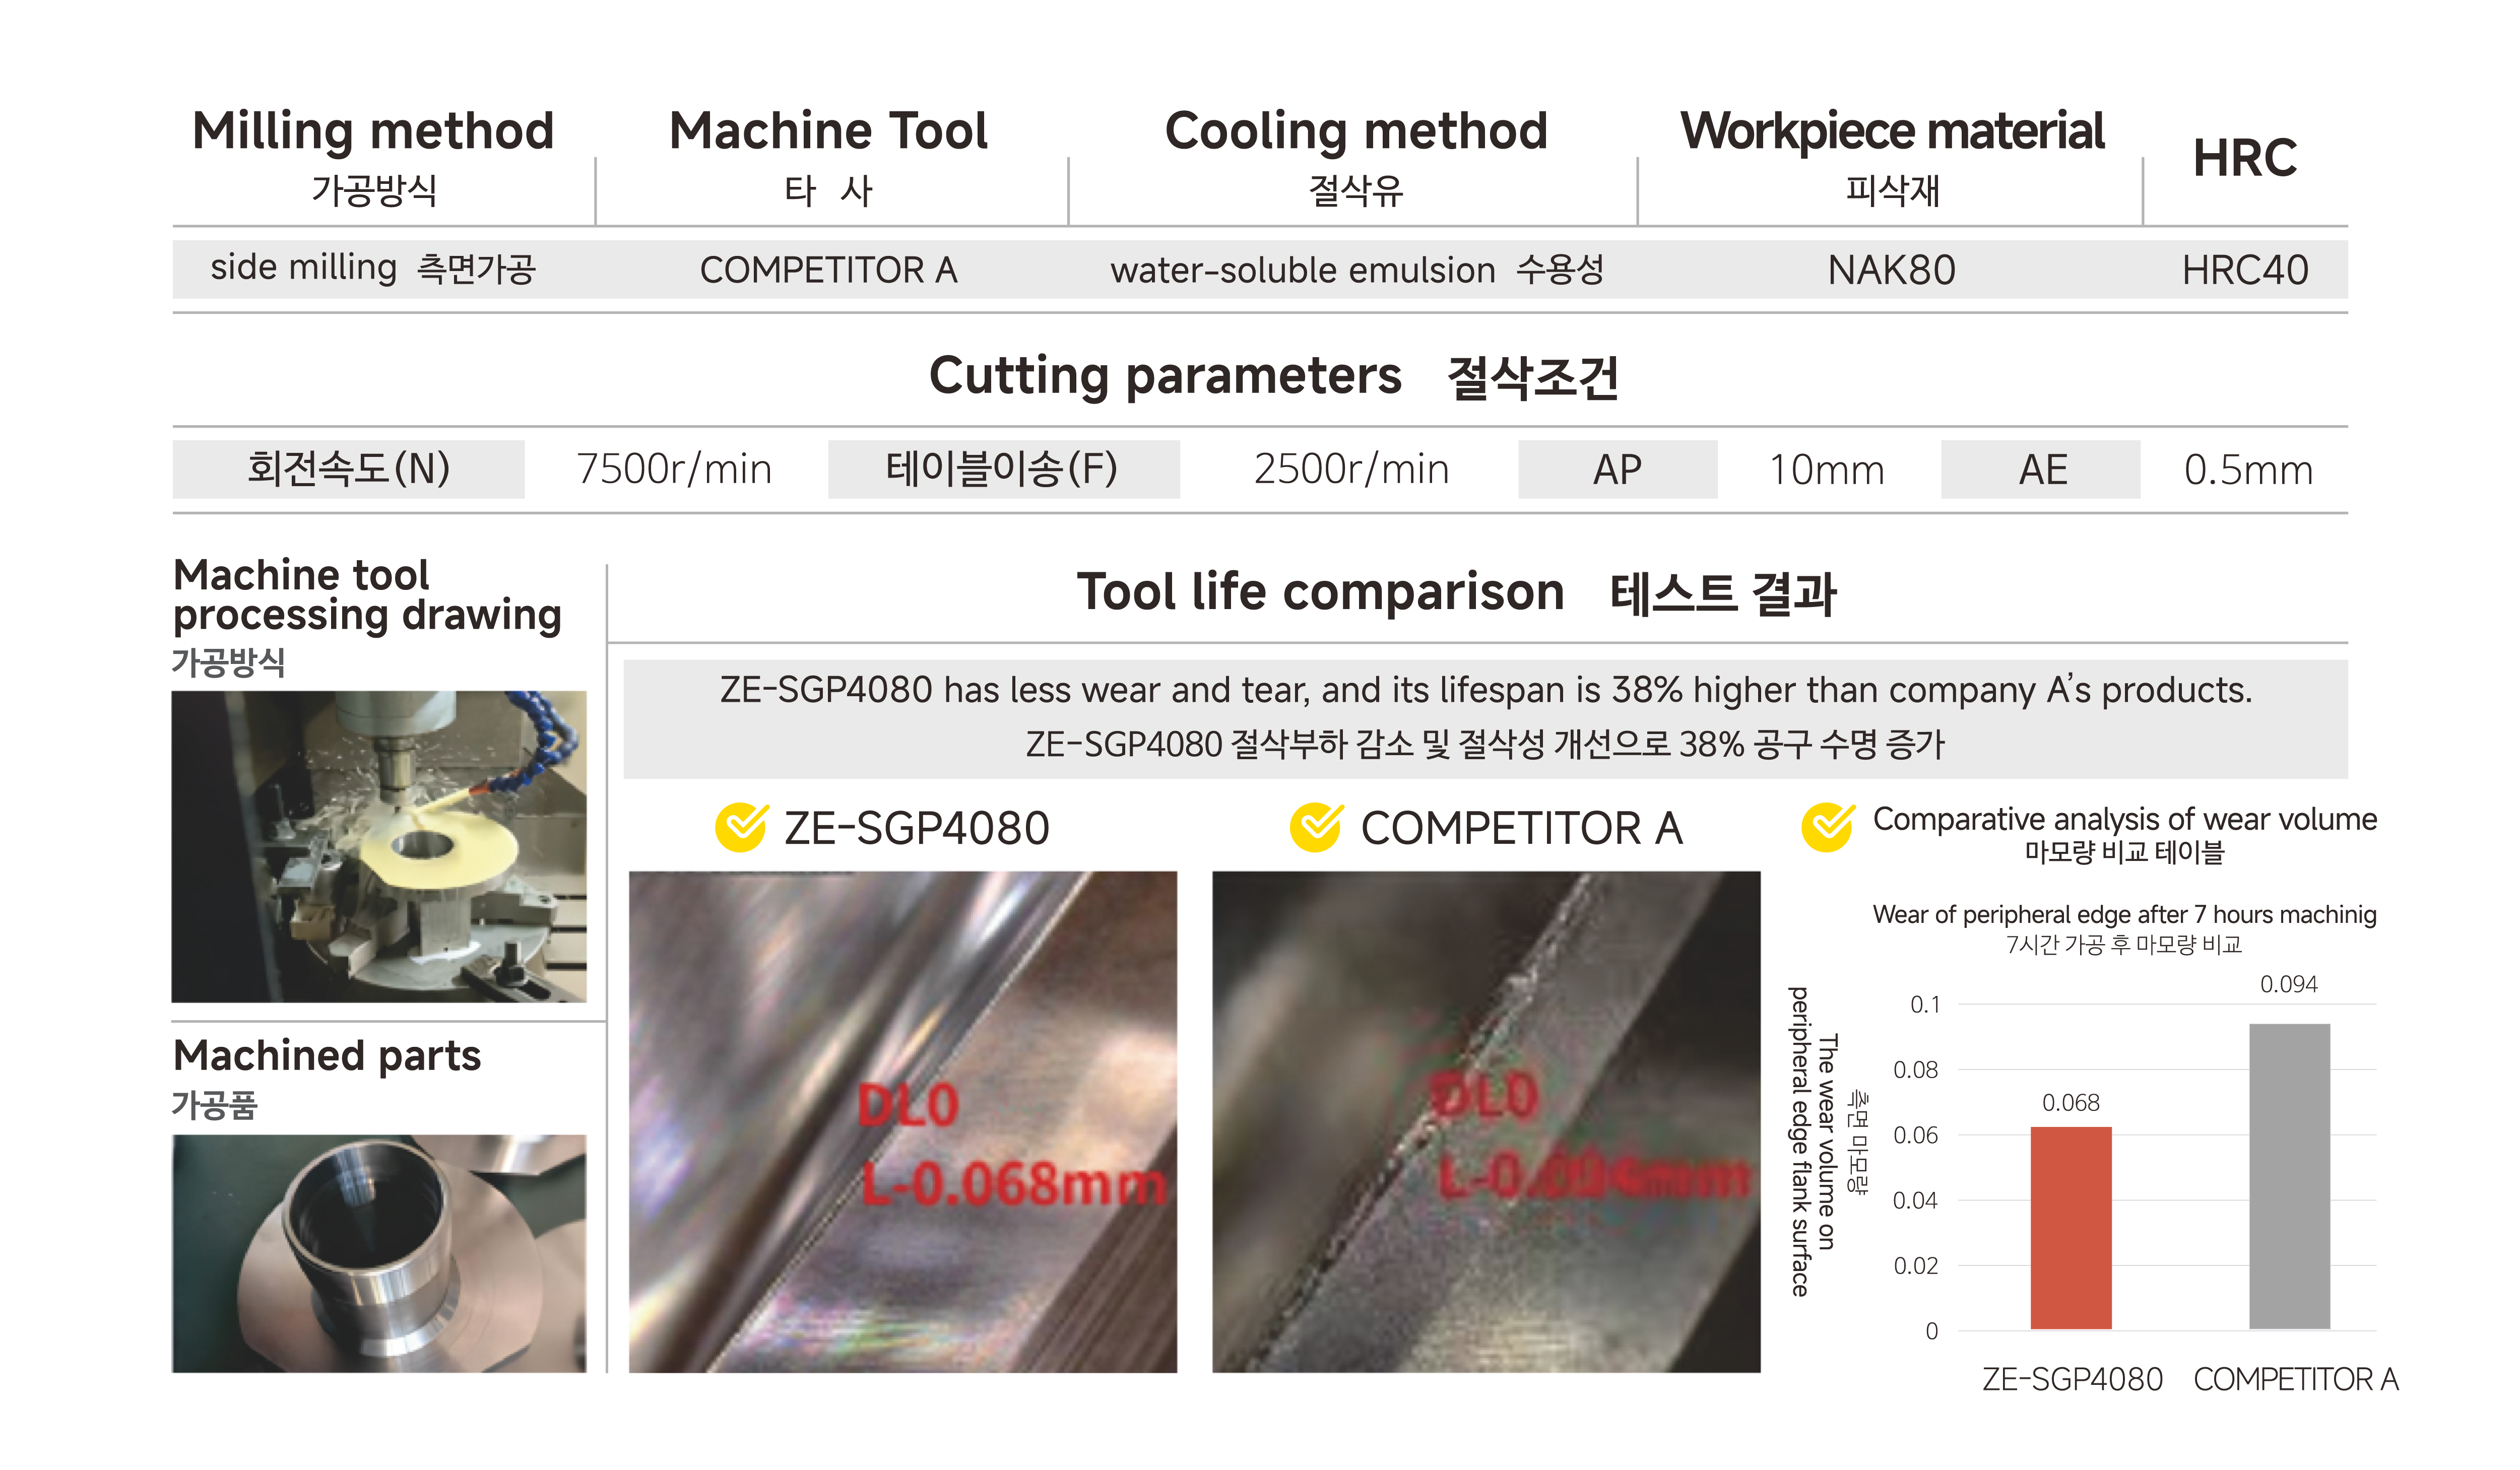 Milling method
가공방식
Machine Tool
타 사
Cooling method
절삭유
Workpiece material
피삭재
HRC
side milling 측면가공
COMPETITOR A
water-soluble emulsion 수용성
NAK80
HRC40
Cutting parameters 절삭조건
회전속도(N)
7500r/min
테이블이송(F)
2500r/min
AP
10mm
AE
0.5mm
Machine tool
processing drawing
가공방식
Machined parts
가공품
Tool life comparison 테스트 결과
ZE-SGP4080 has less wear and tear, and its lifespan is 38% higher than company A's products.
ZE-SGP4080 절삭부하 감소 및 절삭성 개선으로 38% 공구 수명 증가
ZE-SGP4080
DL0
L-0.068mm
COMPETITOR A
DL0
L-0.094mm
Comparative analysis of wear volume
마모량 비교 테이블
Wear of peripheral edge after 7 hours machinig
7시간 가공 후 마모량 비교
The wear volume on
peripheral edge flank surface
측면 마모량
0.1
0.08
0.06
0.04
0.02
0
0.068
0.094
ZE-SGP4080
COMPETITOR A